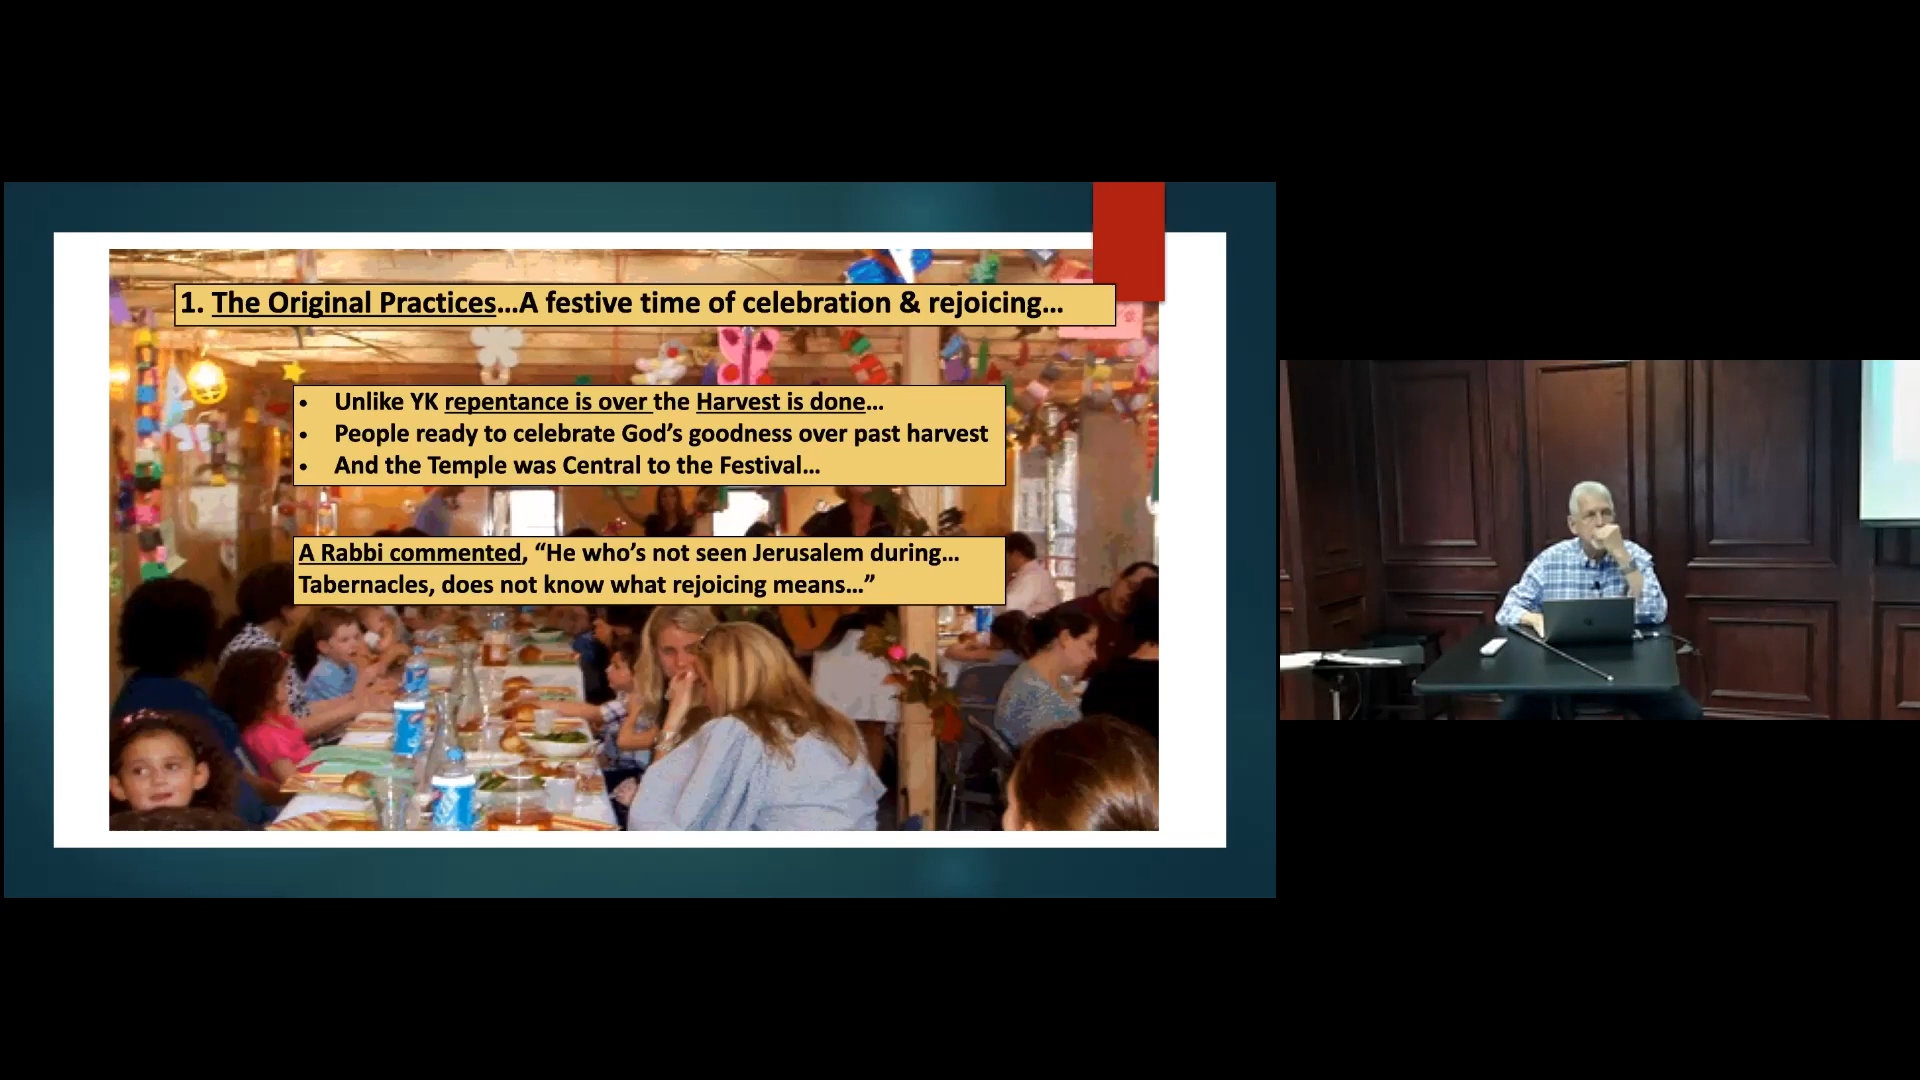 1. The Original Practices...A festive time of celebration & rejoicing...
• Unlike YK repentance is over the Harvest is done...
• People ready to celebrate God’s goodness over past harvest
• And the Temple was Central to the Festival...
A Rabbi commented, “He who’s not seen Jerusalem during...
Tabernacles, does not know what rejoicing means...”